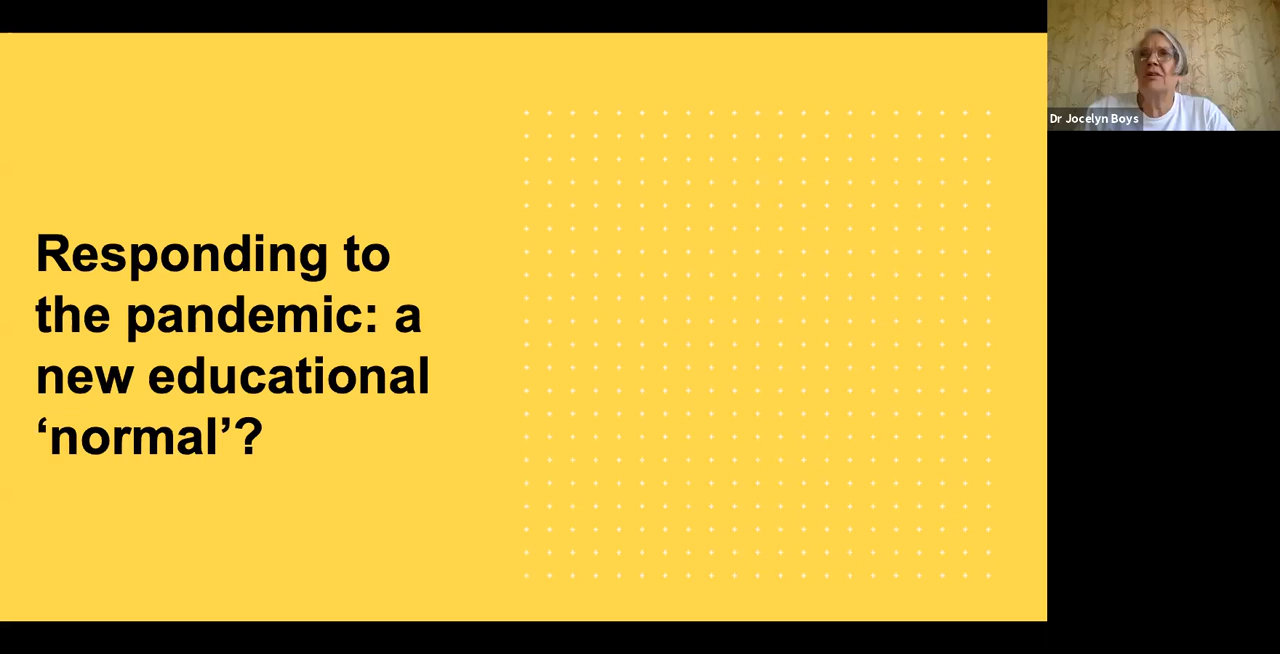 Responding to
the pandemic: a
new educational
‘normal’?
Dr Jocelyn Boys